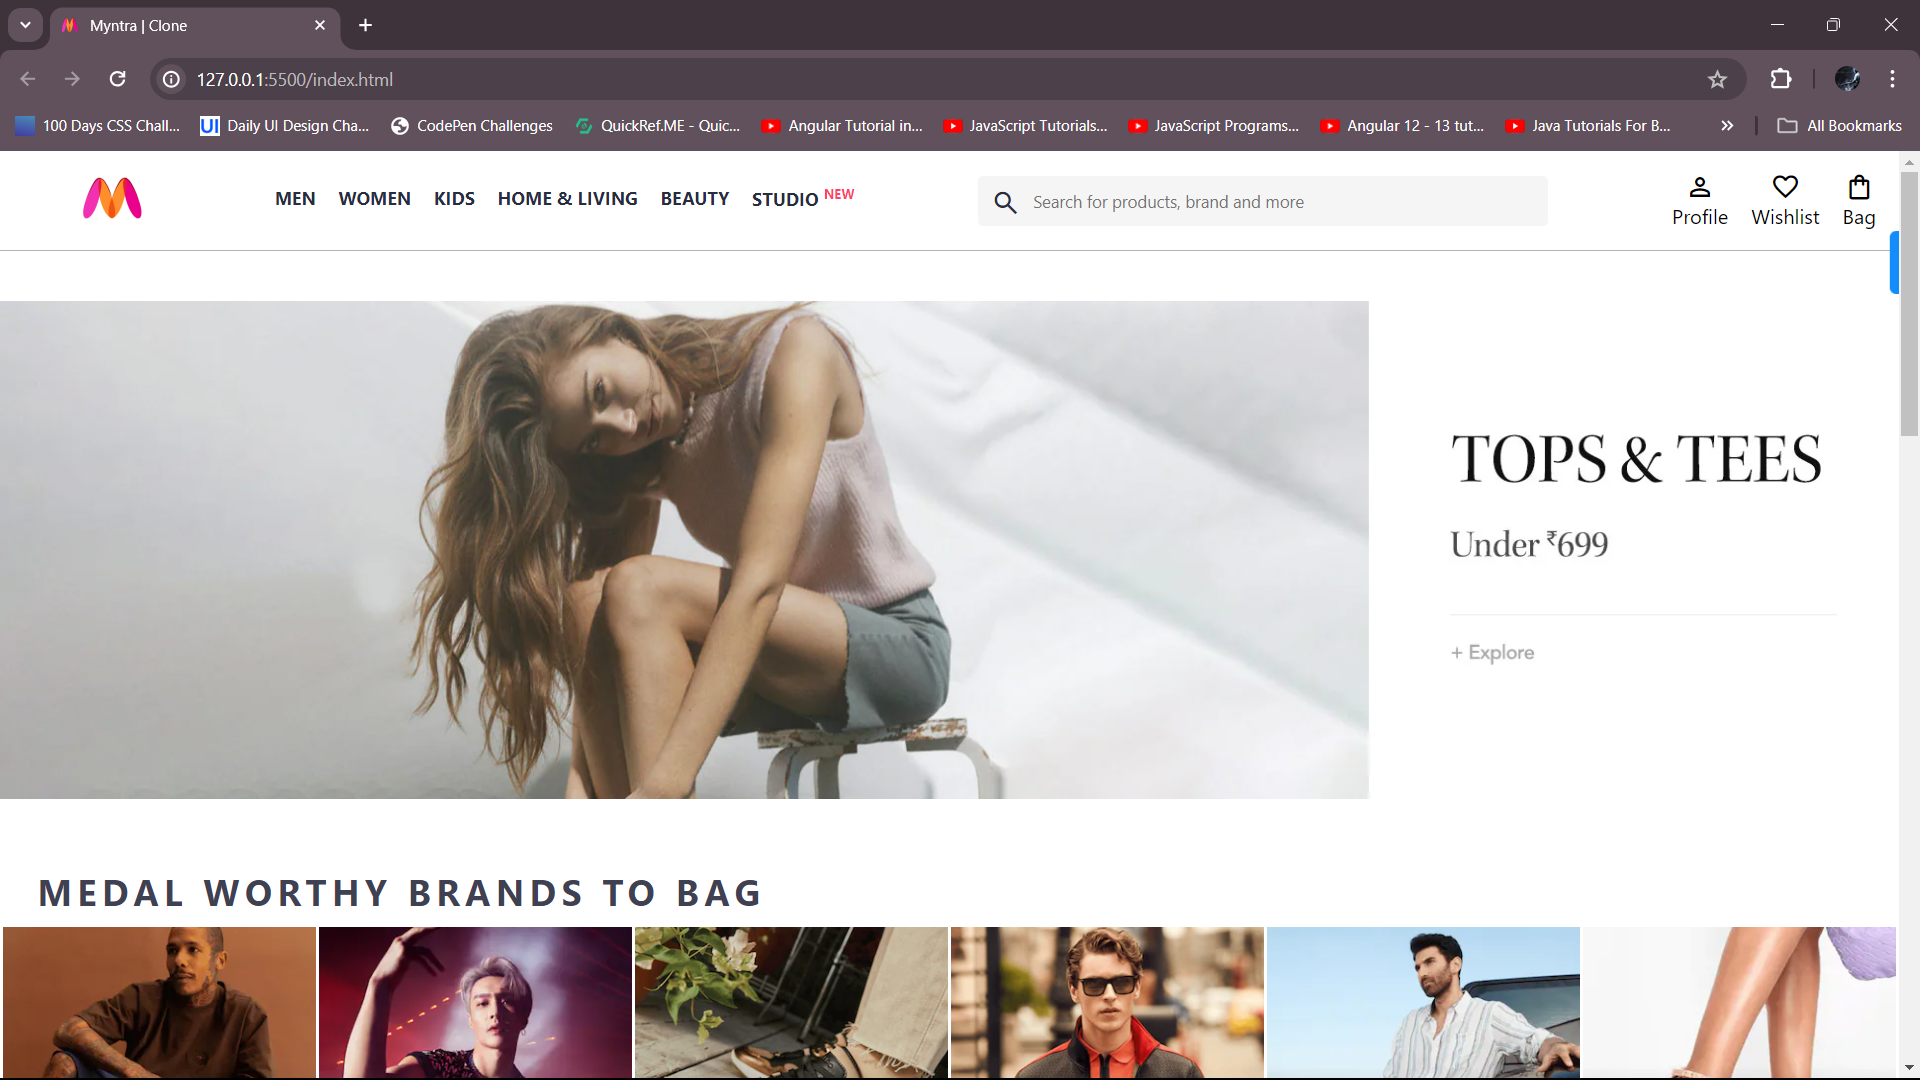 Myntra | Clone
127.0.0.1:5500/index.html
100 Days CSS Chall...
UI Daily UI Design Cha...
CodePen Challenges
QuickRef.ME - Quic...
Angular Tutorial in...
JavaScript Tutorials...
JavaScript Programs...
Angular 12 - 13 tut...
Java Tutorials For B...
All Bookmarks
MEN WOMEN KIDS HOME & LIVING BEAUTY STUDIO NEW
Search for products, brand and more
Profile Wishlist Bag
TOPS & TEES
Under ₹699
+ Explore
MEDAL WORTHY BRANDS TO BAG